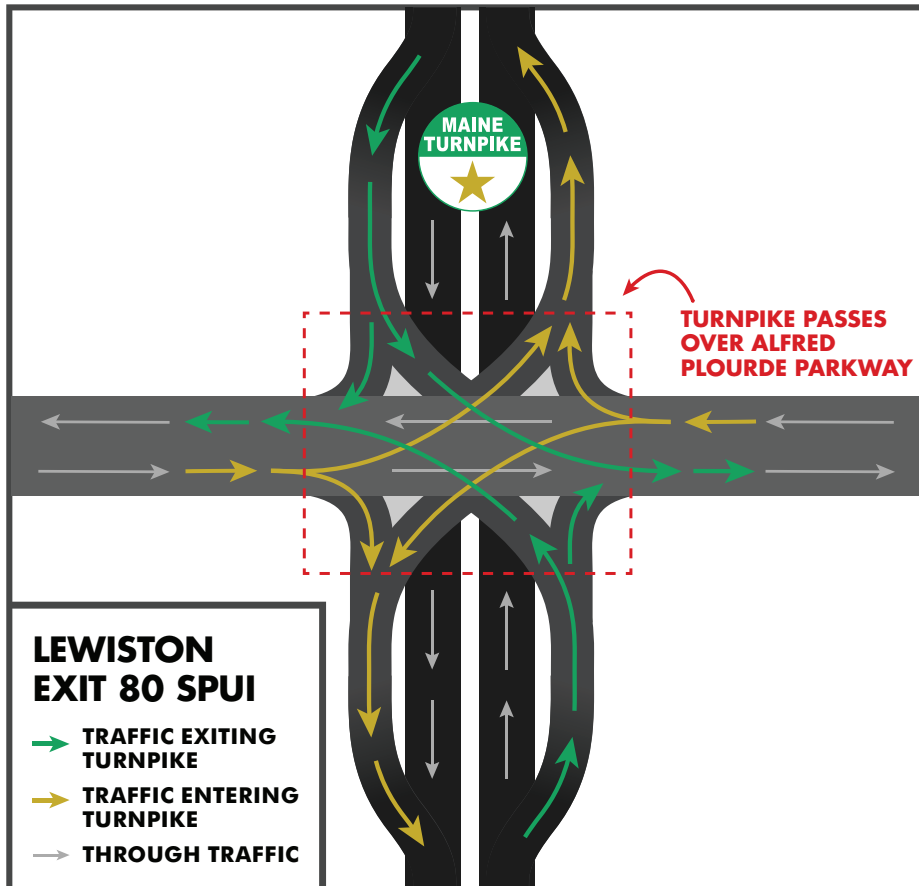 MAINE
TURNPIKE
TURNPIKE PASSES
OVER ALFRED
PLOURDE PARKWAY
LEWISTON
EXIT 80 SPUI
TRAFFIC EXITING
TURNPIKE
TRAFFIC ENTERING
TURNPIKE
THROUGH TRAFFIC